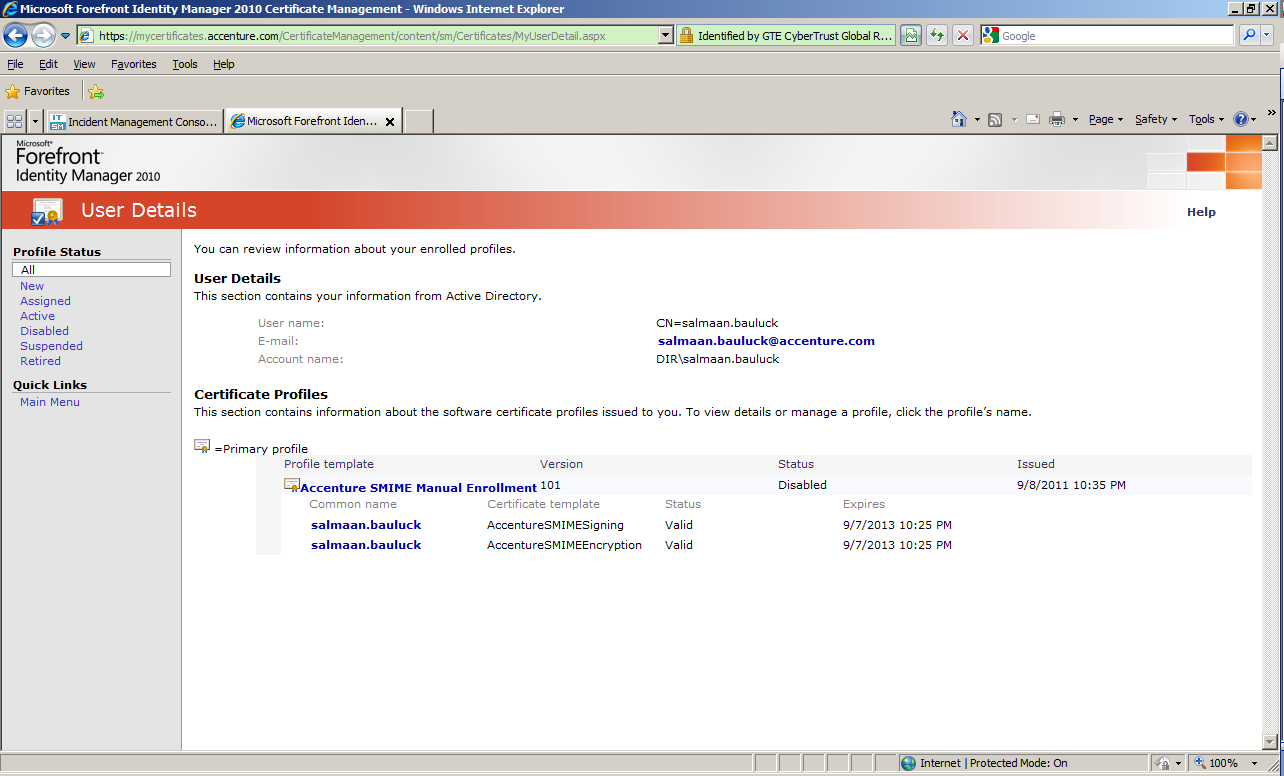 Microsoft Forefront Identity Manager 2010 Certificate Management - Windows Internet Explorer
https://mycertificates.accenture.com/CertificateManagement/content/sm/Certificates/MyUserDetail.aspx Identified by GTE CyberTrust Global R... Google
File Edit View Favorites Tools Help
Favorites
IT SM Incident Management Conso... Microsoft Forefront Iden... Page Safety Tools
Microsoft®
Forefront™
Identity Manager 2010
User Details
Help
Profile Status
All
New
Assigned
Active
Disabled
Suspended
Retired
Quick Links
Main Menu
You can review information about your enrolled profiles.
User Details
This section contains your information from Active Directory.
User name: CN=salmaan.bauluck
E-mail: salmaan.bauluck@accenture.com
Account name: DIR\salmaan.bauluck
Certificate Profiles
This section contains information about the software certificate profiles issued to you. To view details or manage a profile, click the profile's name.
=Primary profile
Profile template Version Status Issued
Accenture SMIME Manual Enrollment 101 Disabled 9/8/2011 10:35 PM
Common name Certificate template Status Expires
salmaan.bauluck AccentureSMIMESigning Valid 9/7/2013 10:25 PM
salmaan.bauluck AccentureSMIMEEncryption Valid 9/7/2013 10:25 PM
Internet | Protected Mode: On 100%